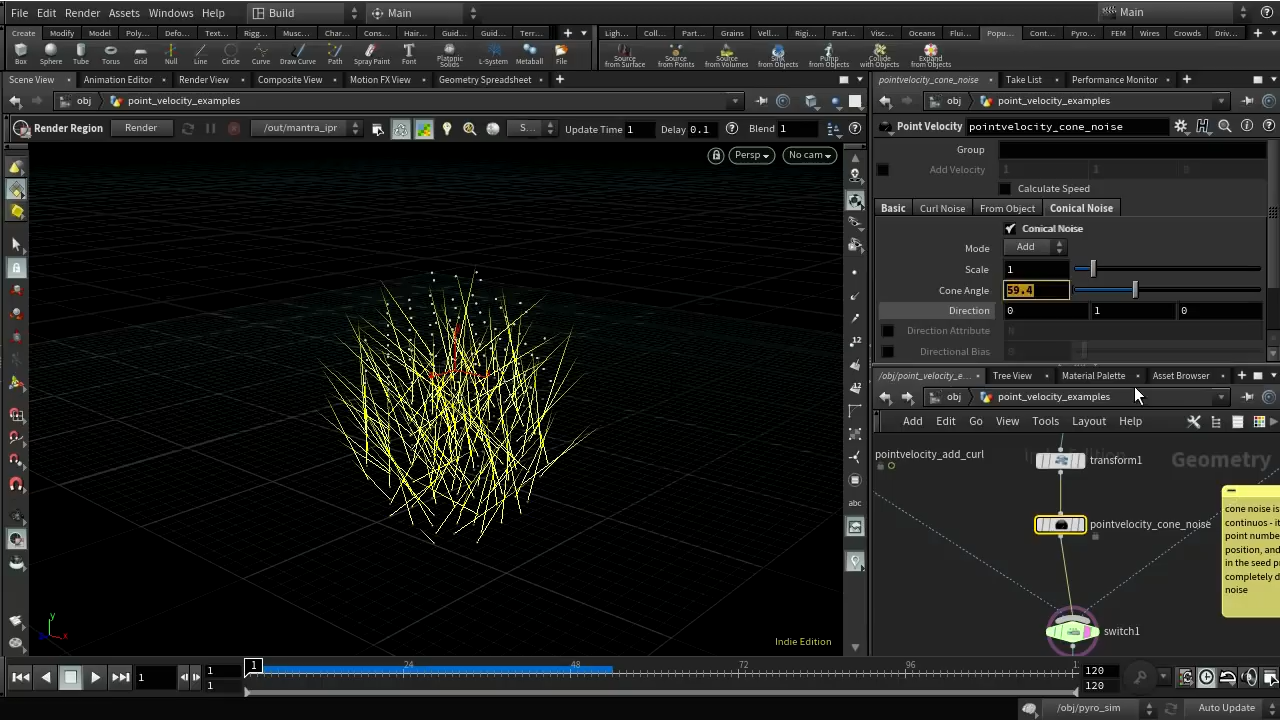 File Edit Render Assets Windows Help Build Main Main
Create Modify Model Poly... Defo... Text... Rigg... Musc... Char... Cons... Hair... Guid... Guid... Terr... Ligh... Coll... Part... Grains Vell... Rigi... Part... Visc... Oceans Flui... Popu... Cont... Pyro... FEM Wires Crowds Driv...
Box Sphere Tube Torus Grid Null Line Circle Curve Draw Curve Path Spray Paint Font Platonic Solids L-System Metaball File Source from Surface Source from Points Source from Volumes Sink from Objects Pump from Objects Collide with Objects Expand from Objects
Scene View Animation Editor Render View Composite View Motion FX View Geometry Spreadsheet pointvelocity_cone_noise Take List Performance Monitor
obj point_velocity_examples obj point_velocity_examples
Render Region Render /out/mantra_ipr S... Update Time 1 Delay 0.1 Blend 1
Point Velocity pointvelocity_cone_noise
Persp No cam
Group
Add Velocity
Calculate Speed
Basic Curl Noise From Object Conical Noise
Conical Noise
Mode Add
Scale 1
Cone Angle 59.4
Direction 0 1 0
Direction Attribute N
Directional Bias
12
12
abc
/obj/point_velocity_e... Tree View Material Palette Asset Browser
obj point_velocity_examples
Add Edit Go View Tools Layout Help
pointvelocity_add_curl
Geometry
transform1
pointvelocity_cone_noise
cone noise is
continuos - it
point numbe
position, and
in the seed p
completely d
noise
switch1
y
x
Indie Edition
1 1 1 1 24 48 72 96 1 120
1 120
/obj/pyro_sim Auto Update